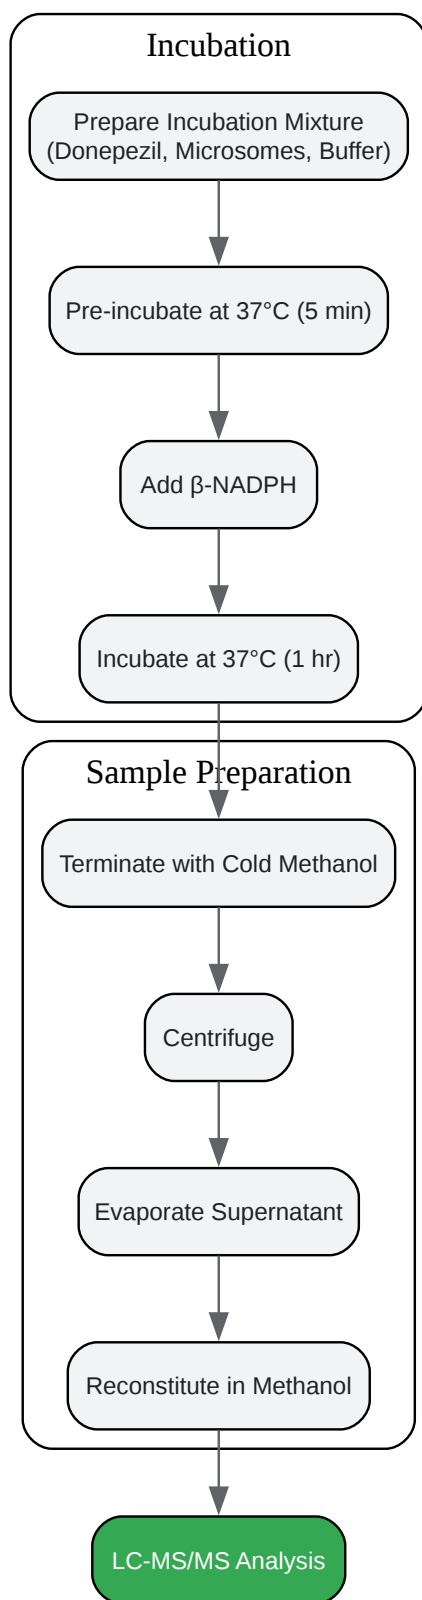 Incubation
Prepare Incubation Mixture
(Donepezil, Microsomes, Buffer)
Pre-incubate at 37°C (5 min)
Add β-NADPH
Incubate at 37°C (1 hr)
Sample Preparation
Terminate with Cold Methanol
Centrifuge
Evaporate Supernatant
Reconstitute in Methanol
LC-MS/MS Analysis